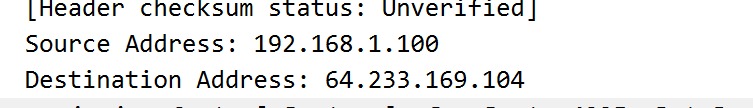 [Header checksum status: Unverified]
Source Address: 192.168.1.100
Destination Address: 64.233.169.104